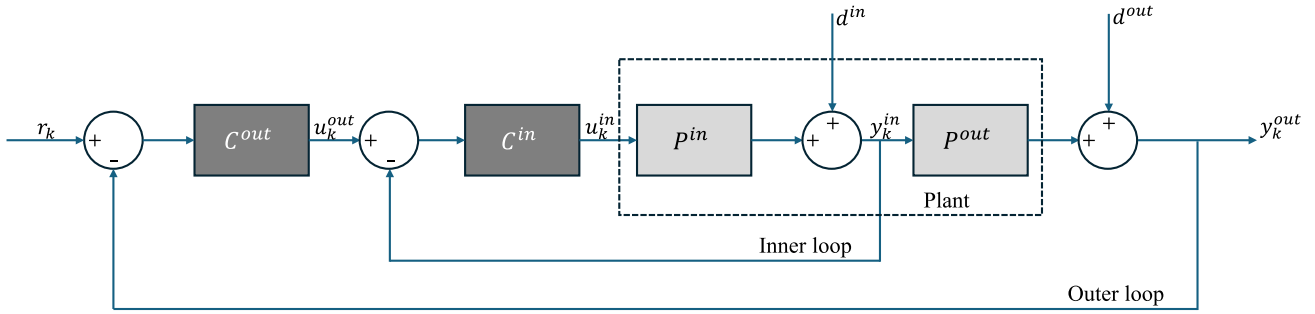 d^{in}
d^{out}
r_k
+
-
C^{out}
u_k^{out}
+
-
C^{in}
u_k^{in}
P^{in}
+
+
y_k^{in}
P^{out}
+
+
y_k^{out}
Plant
Inner loop
Outer loop